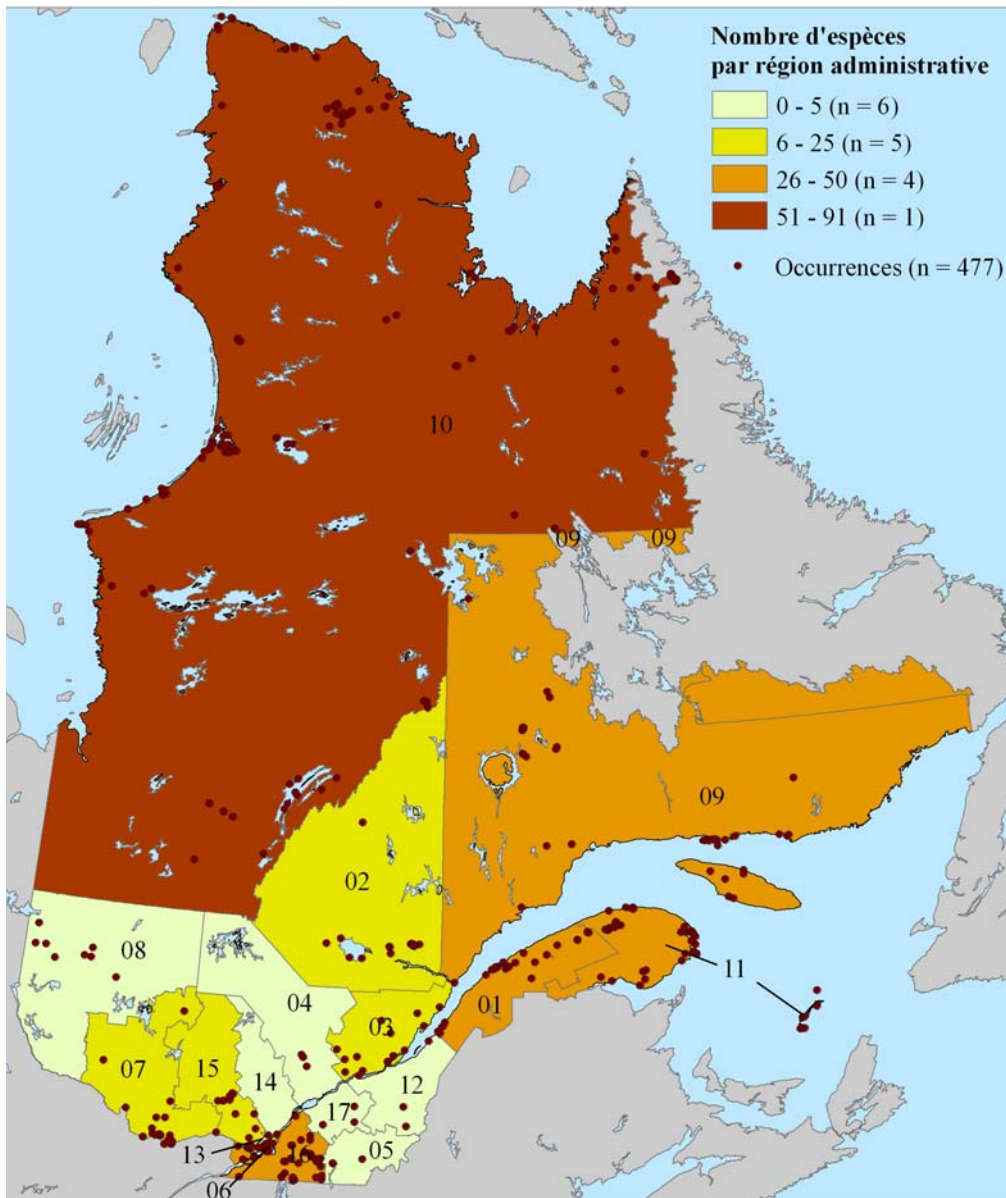 Nombre d'espèces
par région administrative
0 - 5 (n = 6)
6 - 25 (n = 5)
26 - 50 (n = 4)
51 - 91 (n = 1)
Occurrences (n = 477)
10
09
09
02
09
08
11
04
01
03
07
15
14
12
17
13
16
05
06